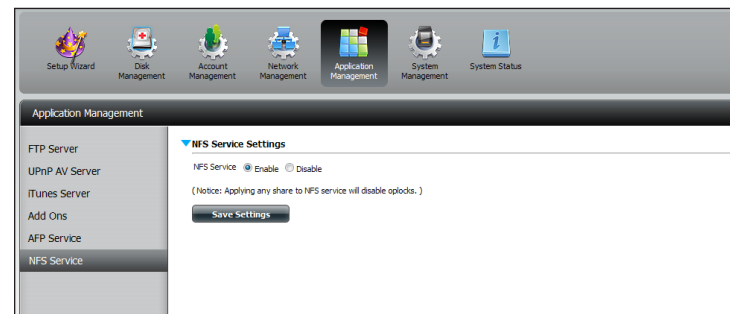 Setup Wizard
Disk
Management
Account
Management
Network
Management
Application
Management
System
Management
System Status
Application Management
FTP Server
UPnP AV Server
iTunes Server
Add Ons
AFP Service
NFS Service
NFS Service Settings
NFS Service Enable Disable
( Notice: Applying any share to NFS service will disable oplocks. )
Save Settings